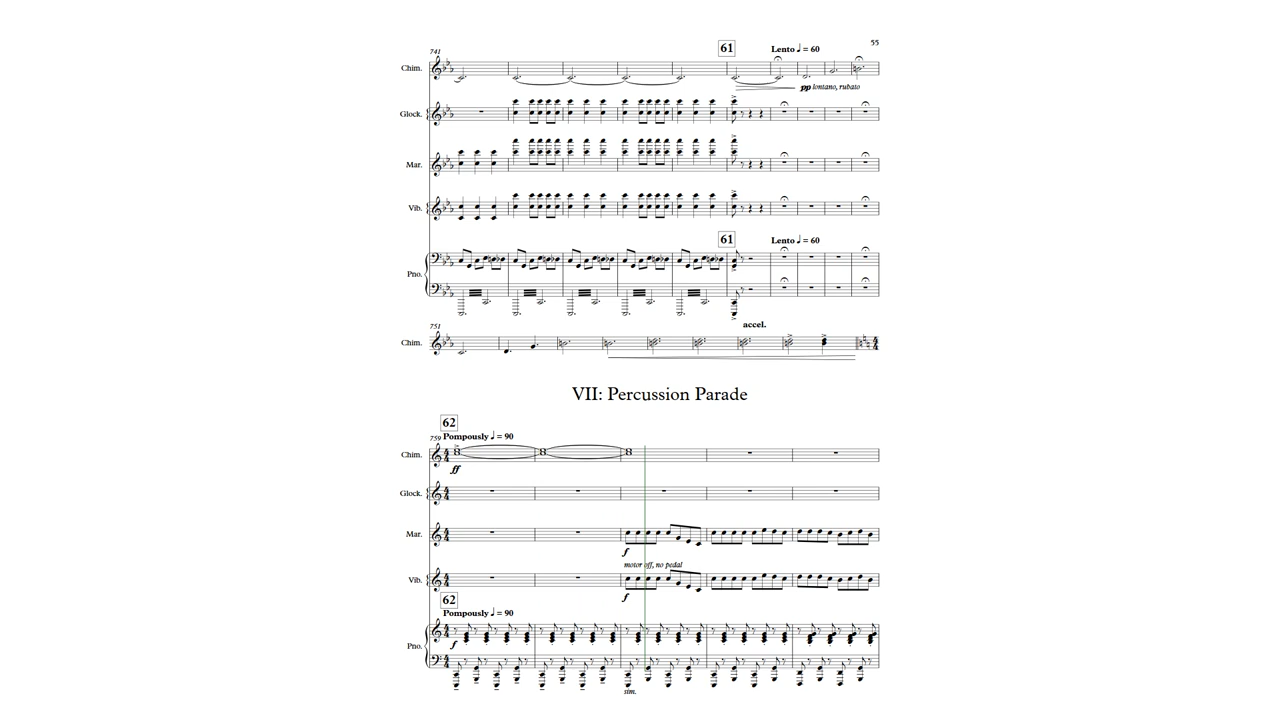 55
741
61
Lento ♩ = 60
Chim.
pp lontano, rubato
Glock.
Mar.
Vib.
61
Lento ♩ = 60
Pno.
accel.
751
Chim.
VII: Percussion Parade
62
759
Pompously ♩ = 90
Chim.
ff
Glock.
Mar.
f
motor off, no pedal
Vib.
f
62
Pompously ♩ = 90
Pno.
f
sim.